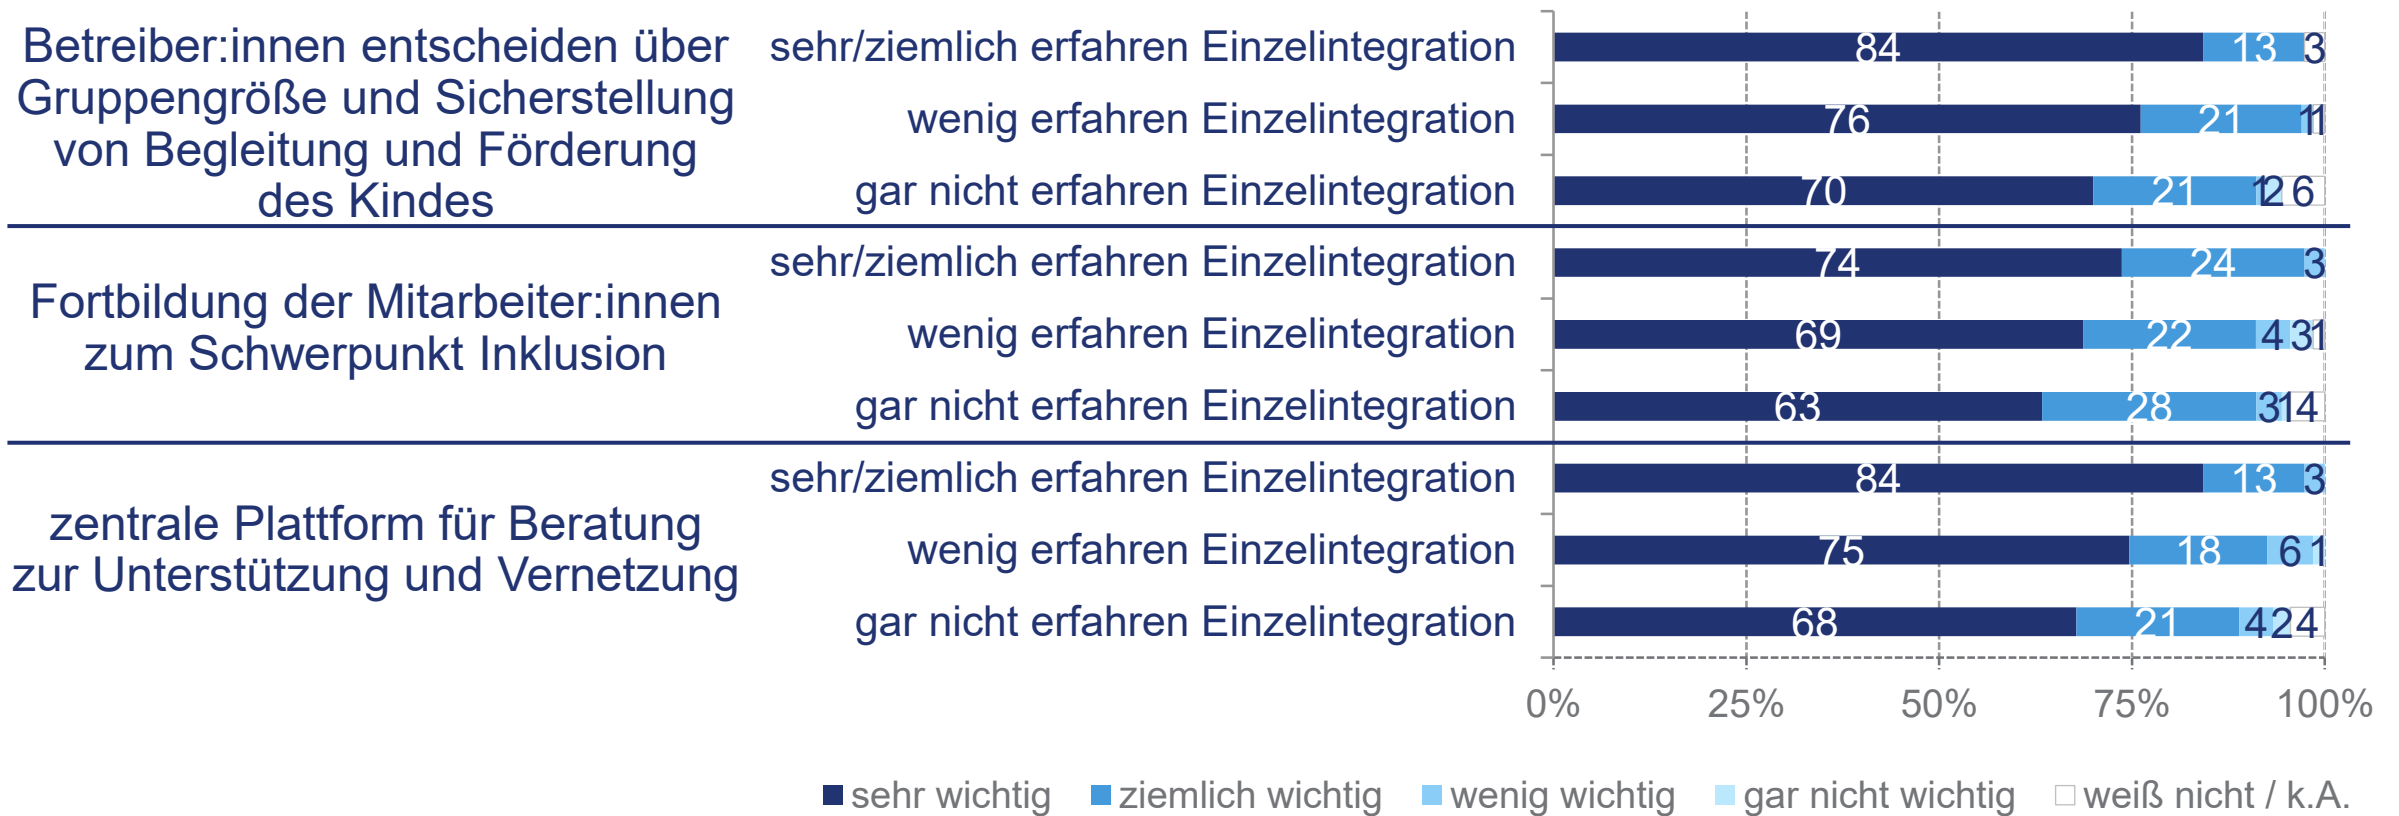 Betreiber:innen entscheiden über
Gruppengröße und Sicherstellung
von Begleitung und Förderung
des Kindes
sehr/ziemlich erfahren Einzelintegration
84 13 3
wenig erfahren Einzelintegration
76 21 1 1
gar nicht erfahren Einzelintegration
70 21 1 2 6
Fortbildung der Mitarbeiter:innen
zum Schwerpunkt Inklusion
sehr/ziemlich erfahren Einzelintegration
74 24 3
wenig erfahren Einzelintegration
69 22 4 3 1
gar nicht erfahren Einzelintegration
63 28 3 1 4
zentrale Plattform für Beratung
zur Unterstützung und Vernetzung
sehr/ziemlich erfahren Einzelintegration
84 13 3
wenig erfahren Einzelintegration
75 18 6 1
gar nicht erfahren Einzelintegration
68 21 4 2 4
0% 25% 50% 75% 100%
sehr wichtig ziemlich wichtig wenig wichtig gar nicht wichtig weiß nicht / k.A.